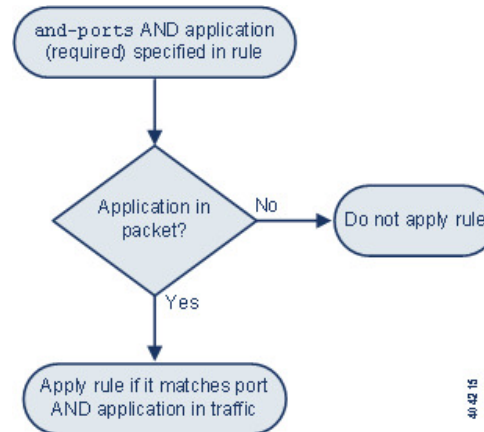 and-ports AND application
(required) specified in rule
Application in
packet?
No
Do not apply rule
Yes
Apply rule if it matches port
AND application in traffic
404215